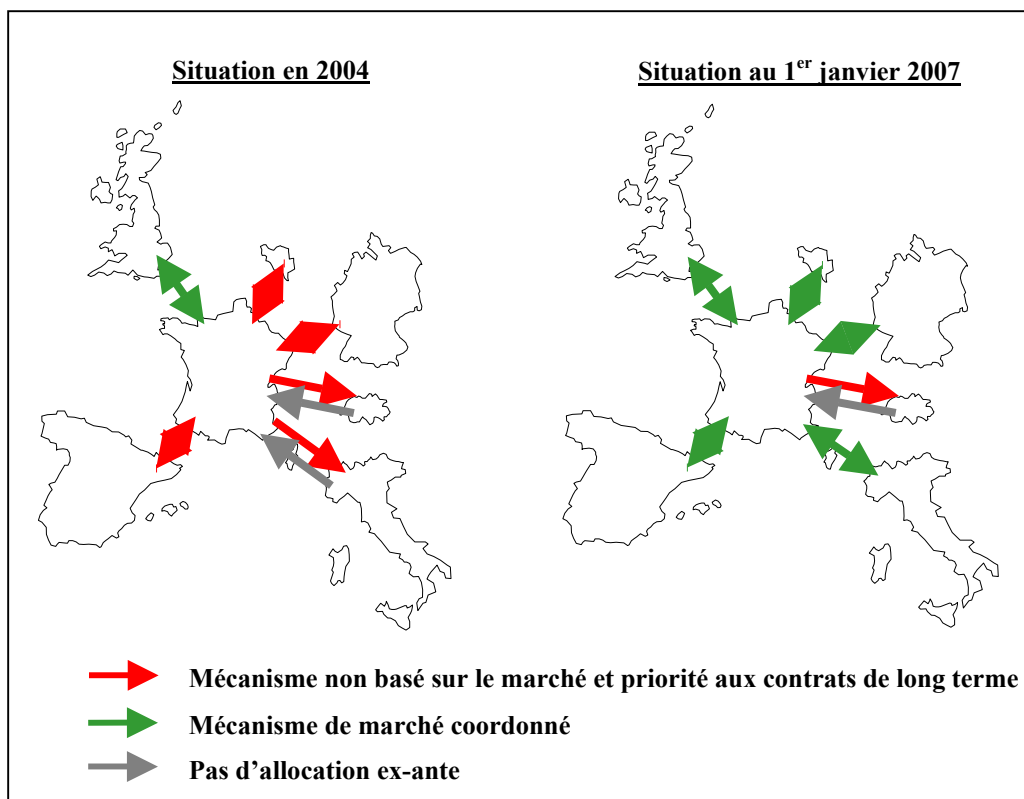 Situation en 2004
Situation au 1er janvier 2007
Mécanisme non basé sur le marché et priorité aux contrats de long terme
Mécanisme de marché coordonné
Pas d'allocation ex-ante